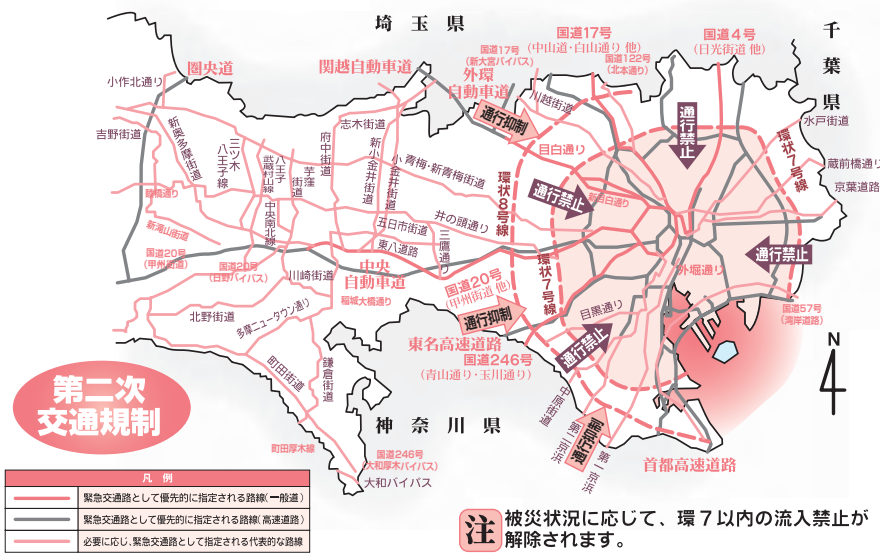 埼玉県
千葉県
神奈川県
圏央道
小作北通り
吉野街道
新奥多摩街道
三ツ木八王子線
武蔵村山線
八王子
芋窪街道
中央南北線
府中街道
志木街道
新小金井街道
小金井街道
青梅・新青梅街道
関越自動車道
国道17号
(新大宮バイパス)
外環
自動車道
国道17号
(中山道・白山通り 他)
国道122号
(北本通り)
国道4号
(日光街道 他)
水戸街道
蔵前橋通り
京葉道路
川越街道
目白通り
新目白通り
環状8号線
環状7号線
環状7号線
通行抑制
通行禁止
通行禁止
通行禁止
睦橋通り
新滝山街道
国道20号
(甲州街道)
国道20号
(日野バイパス)
五日市街道
井の頭通り
東八道路
三鷹通り
中央
自動車道
川崎街道
稲城大橋通り
国道20号
(甲州街道 他)
通行抑制
外堀通り
目黒通り
通行禁止
国道57号
(湾岸道路)
北野街道
多摩ニュータウン通り
町田街道
鎌倉街道
東名高速道路
国道246号
(青山通り・玉川通り)
中原街道
第二京浜
通行抑制
第一京浜
首都高速道路
町田厚木線
国道246号
(大和厚木バイパス)
大和バイパス
N
第二次
交通規制
凡例
緊急交通路として優先的に指定される路線(一般道)
緊急交通路として優先的に指定される路線(高速道路)
必要に応じ、緊急交通路として指定される代表的な路線
注 被災状況に応じて、環7以内の流入禁止が
解除されます。